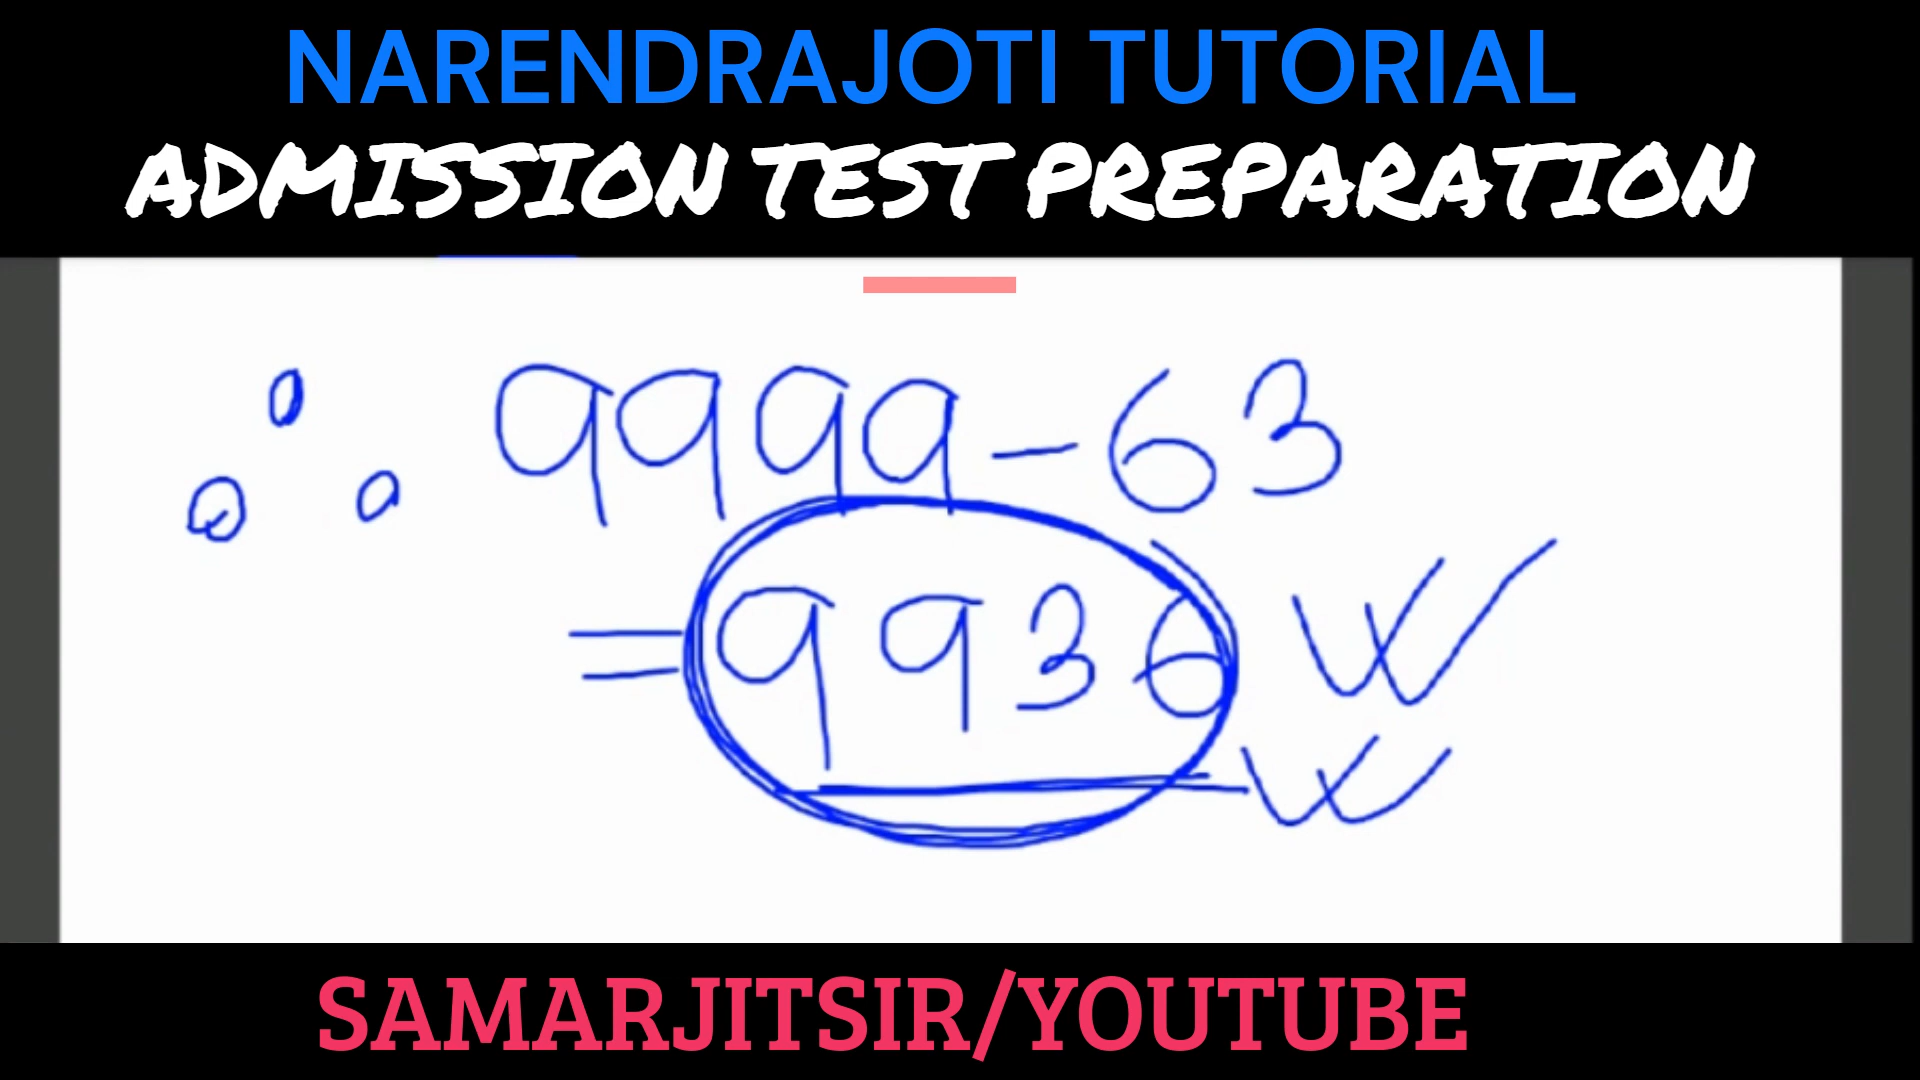 NARENDRAJOTI TUTORIAL
ADMISSION TEST PREPARATION
∴ 9999 - 63
= 9936
SAMARJITSIR/YOUTUBE